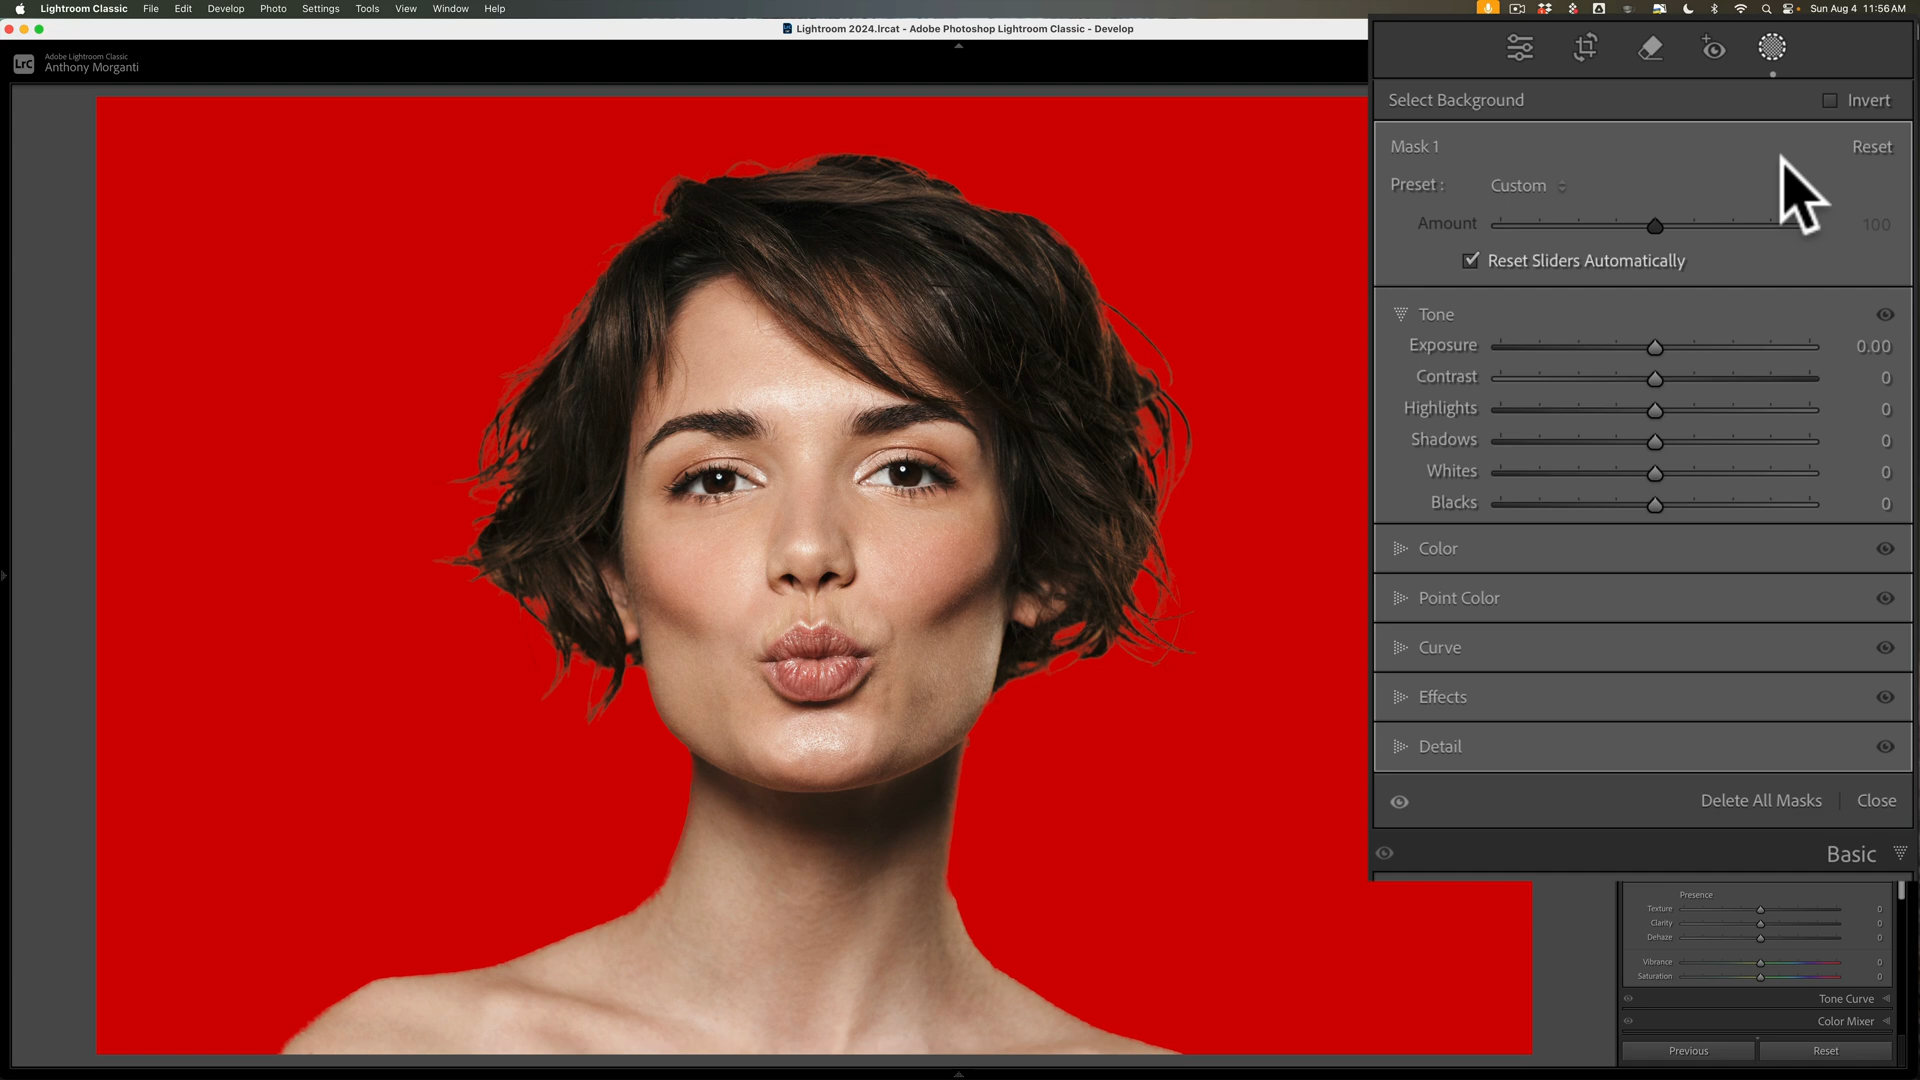 Lightroom Classic File Edit Develop Photo Settings Tools View Window Help Sun Aug 4 11:56 AM
Lightroom 2024.lrcat - Adobe Photoshop Lightroom Classic - Develop
LrC
Adobe Lightroom Classic
Anthony Morganti
Select Background Invert
Mask 1 Reset
Preset : Custom
Amount 100
Reset Sliders Automatically
Tone
Exposure 0.00
Contrast 0
Highlights 0
Shadows 0
Whites 0
Blacks 0
Color
Point Color
Curve
Effects
Detail
Delete All Masks Close
Basic
Presence
Texture 0
Clarity 0
Dehaze 0
Vibrance 0
Saturation 0
Tone Curve
Color Mixer
Previous Reset